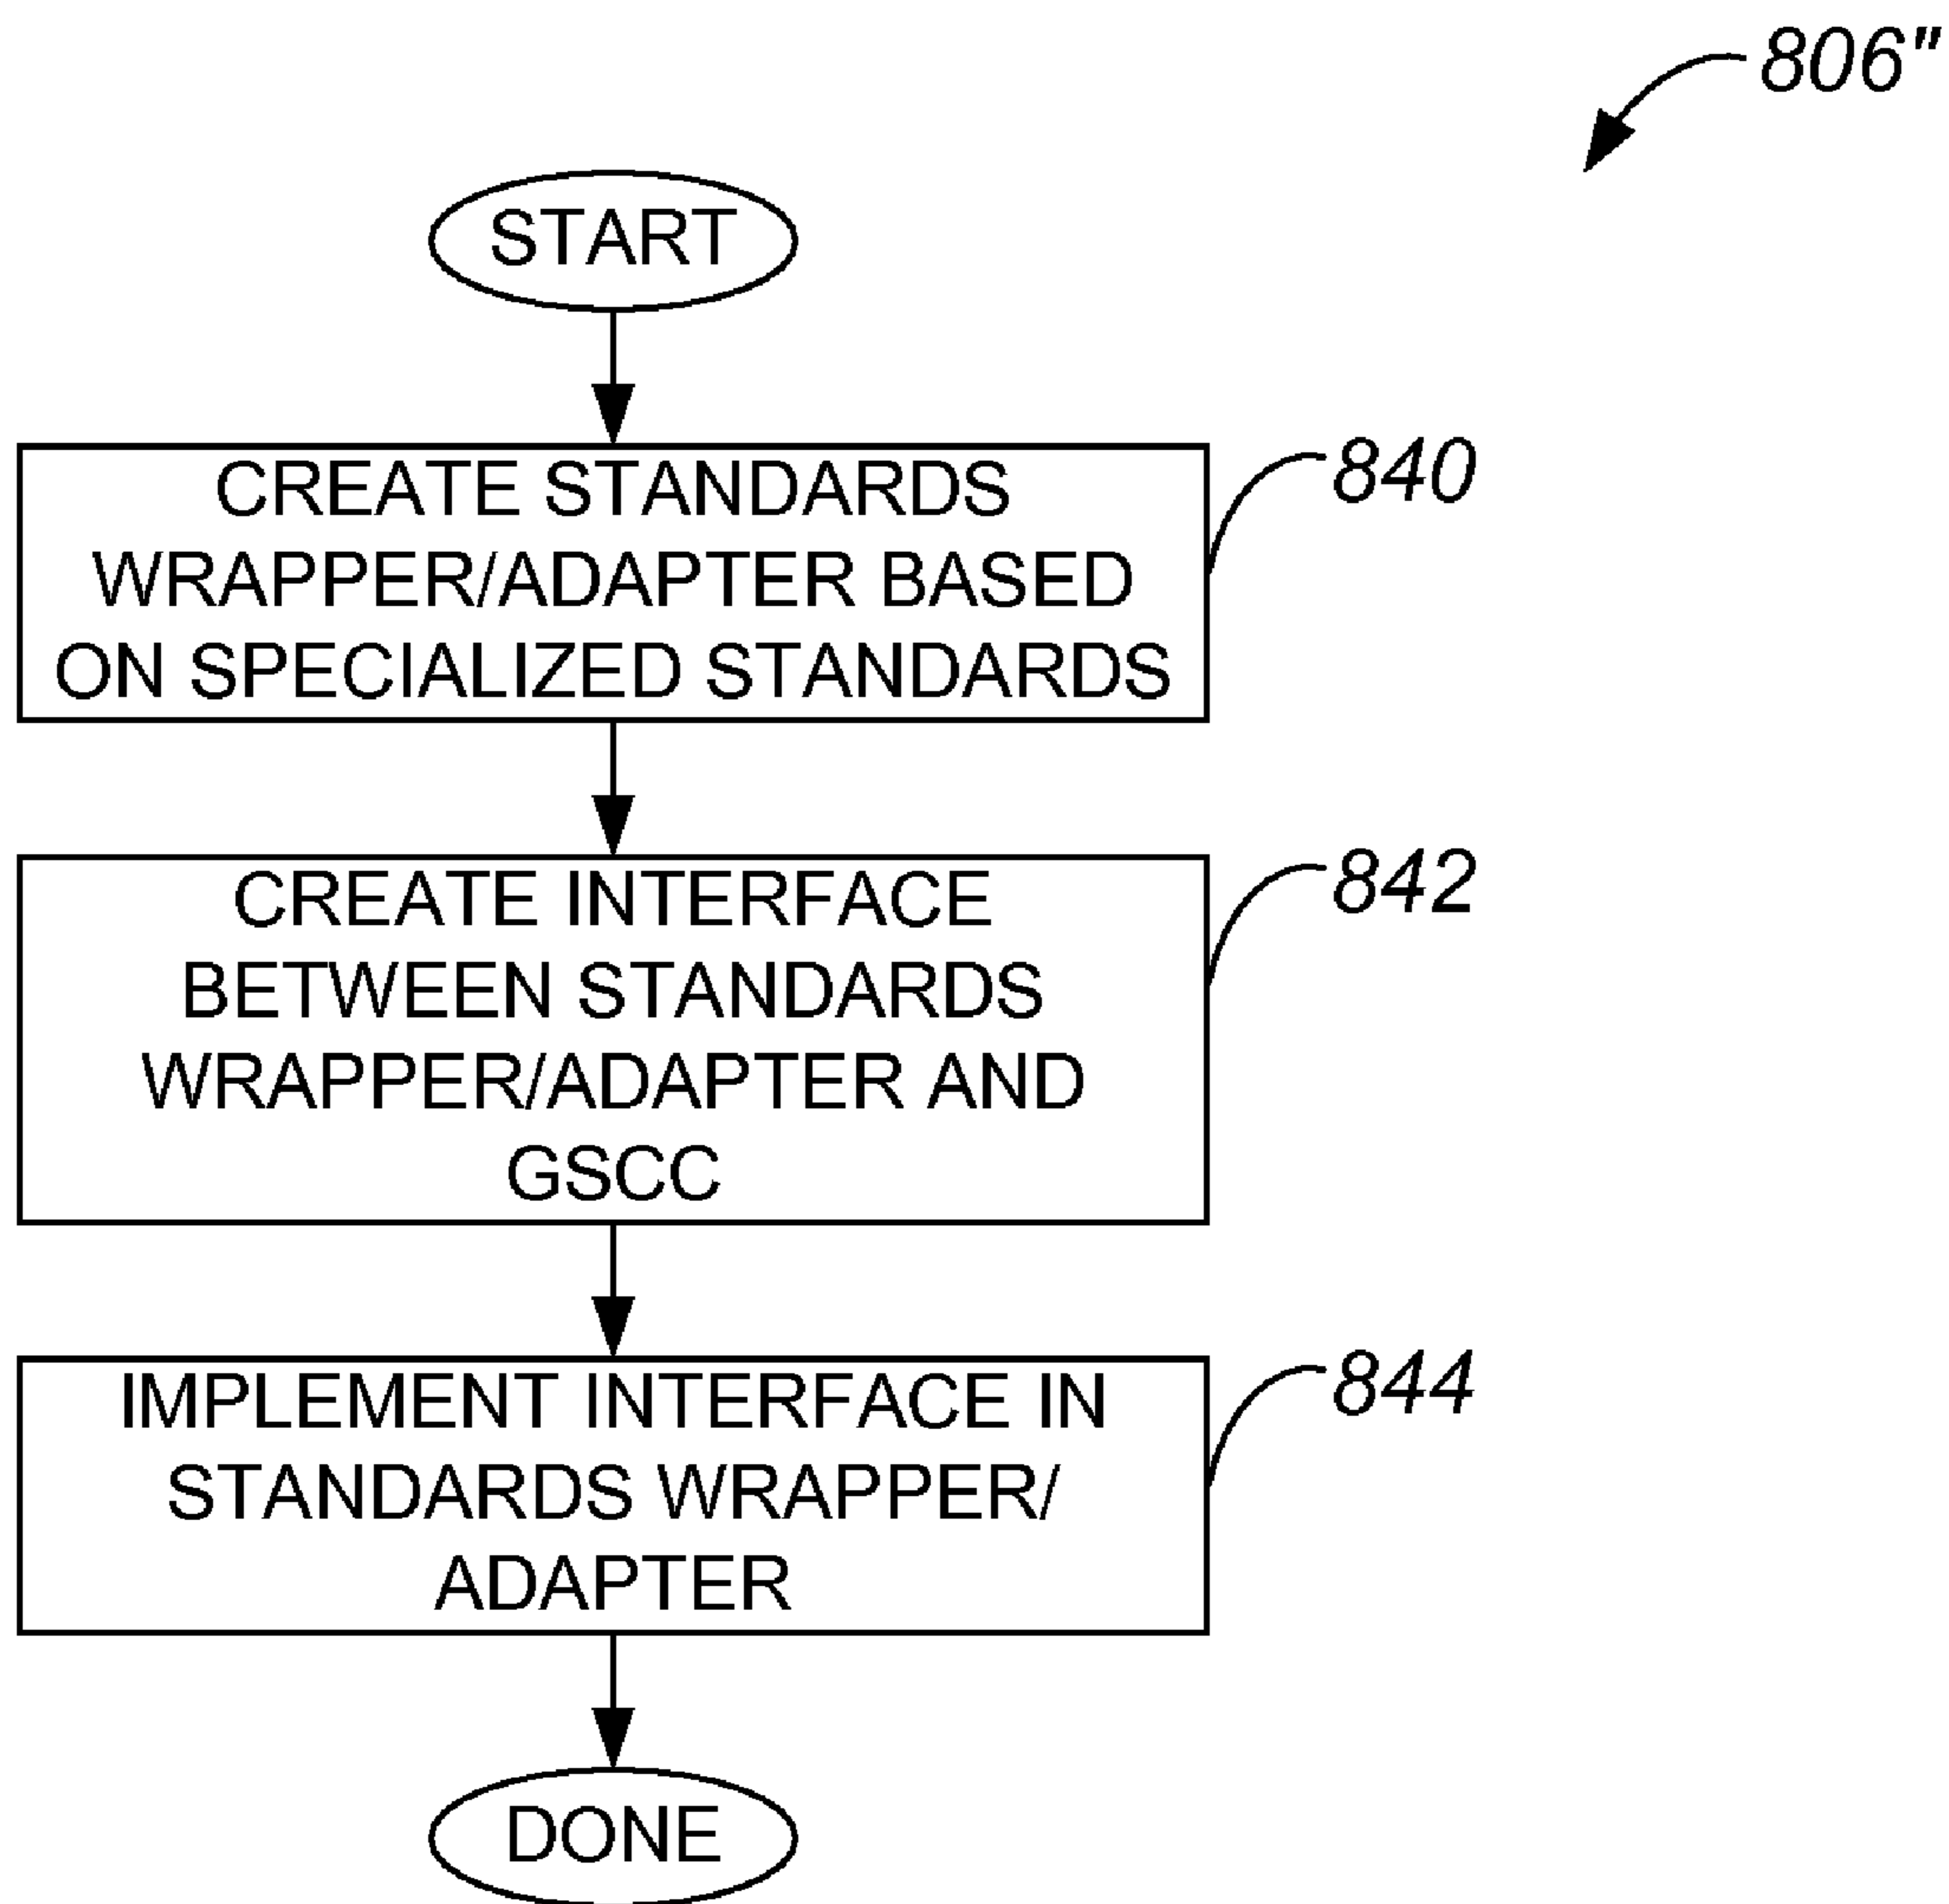 806"
START
CREATE STANDARDS
WRAPPER/ADAPTER BASED
ON SPECIALIZED STANDARDS
840
CREATE INTERFACE
BETWEEN STANDARDS
WRAPPER/ADAPTER AND
GSCC
842
IMPLEMENT INTERFACE IN
STANDARDS WRAPPER/
ADAPTER
844
DONE